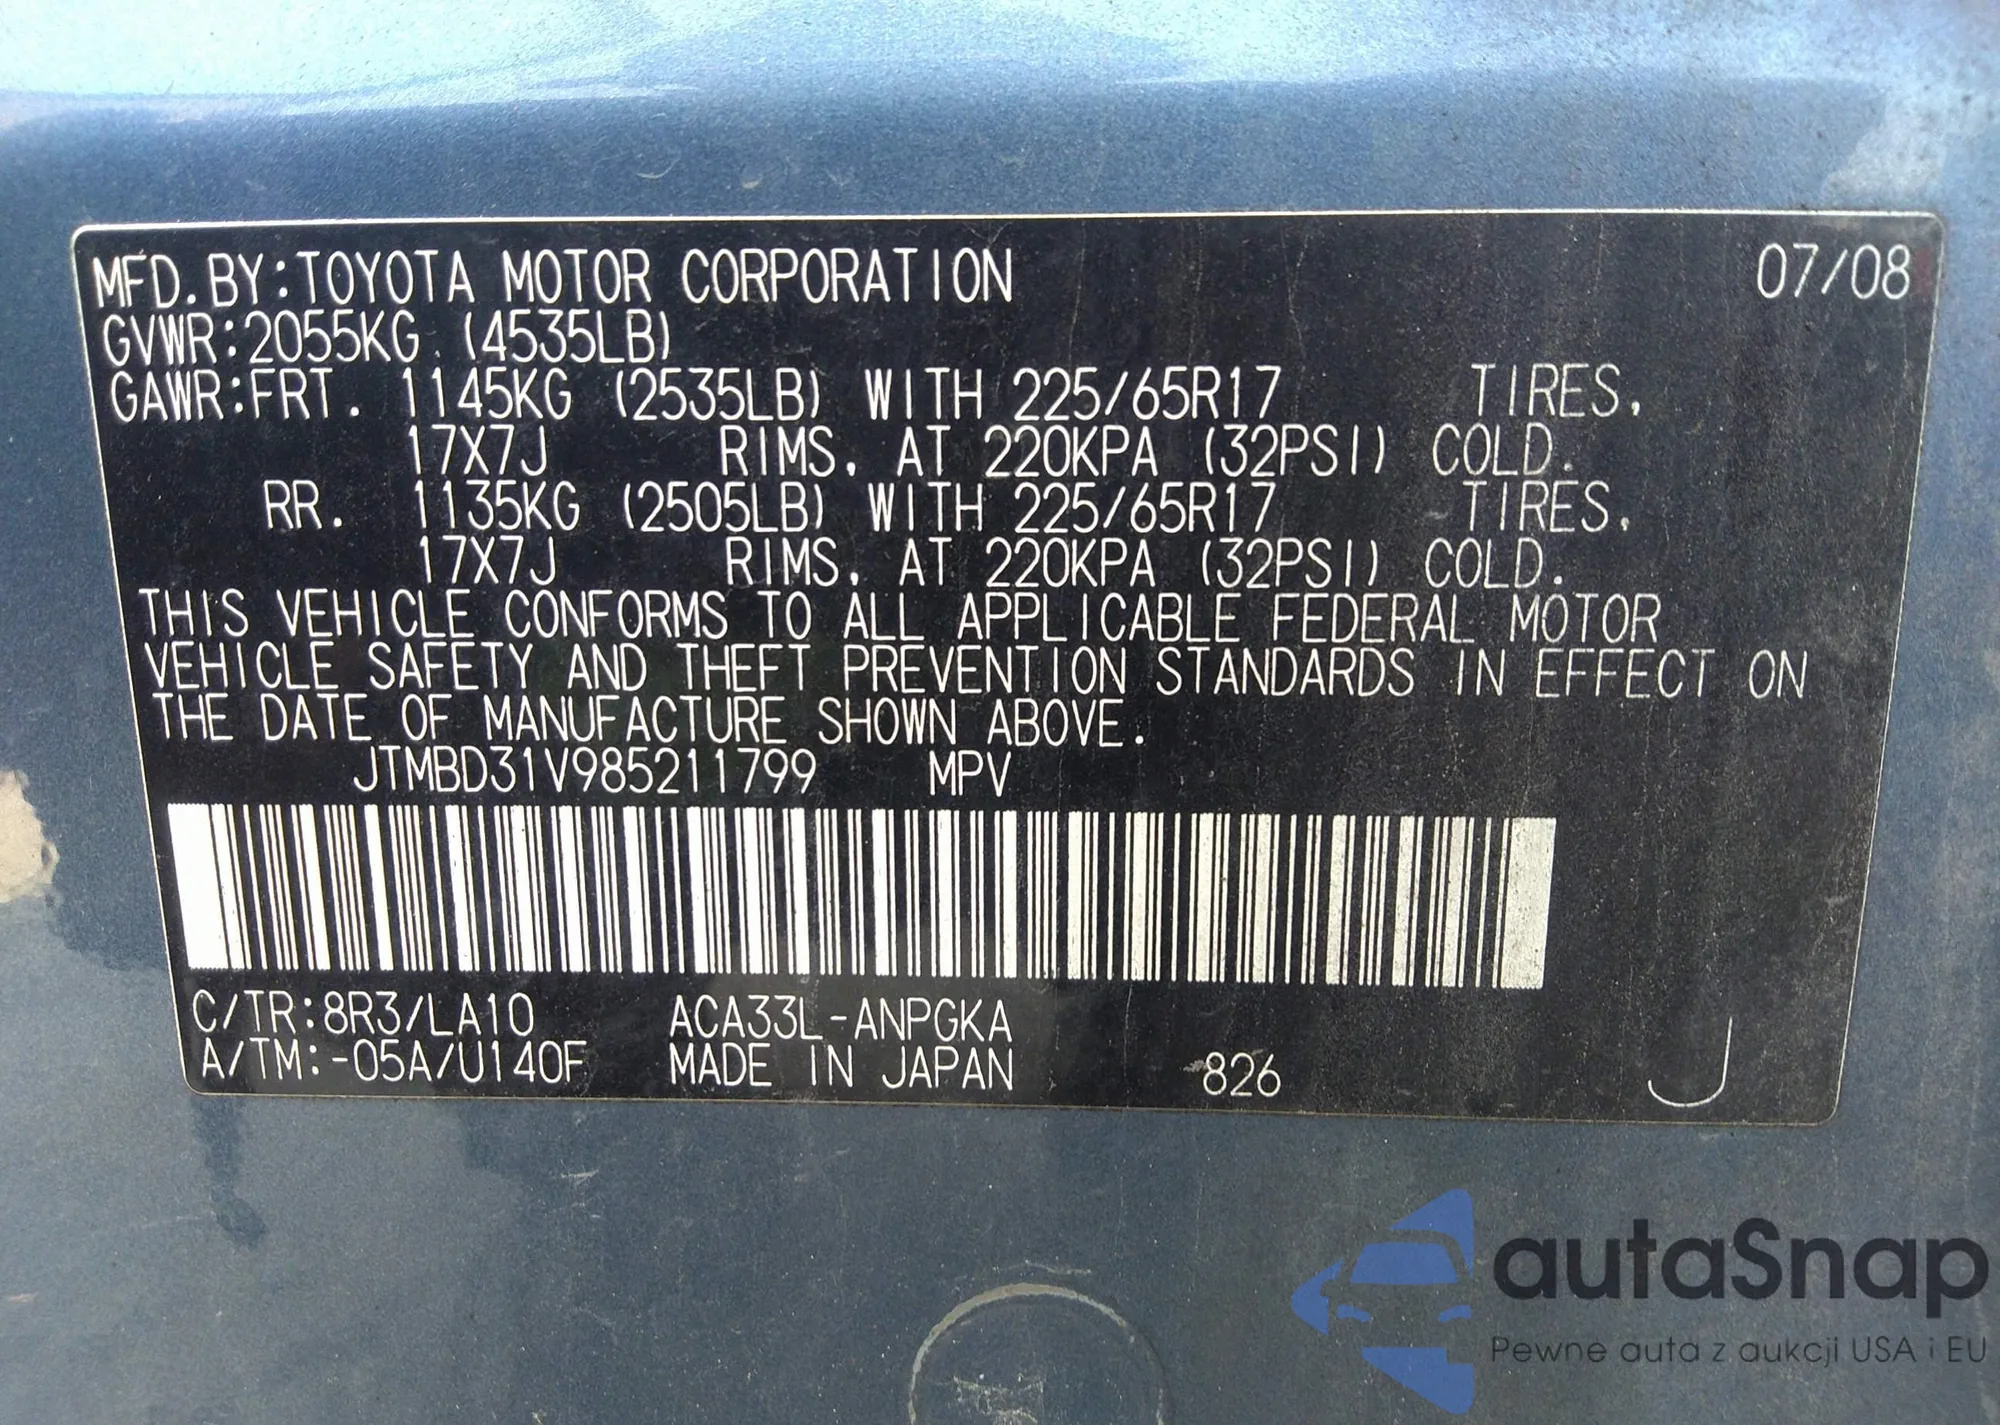 MFD.BY:TOYOTA MOTOR CORPORATION 07/08
GVWR:2055KG (4535LB)
GAWR:FRT. 1145KG (2535LB) WITH 225/65R17 TIRES,
17X7J RIMS, AT 220KPA (32PSI) COLD.
RR. 1135KG (2505LB) WITH 225/65R17 TIRES,
17X7J RIMS, AT 220KPA (32PSI) COLD.
THIS VEHICLE CONFORMS TO ALL APPLICABLE FEDERAL MOTOR
VEHICLE SAFETY AND THEFT PREVENTION STANDARDS IN EFFECT ON
THE DATE OF MANUFACTURE SHOWN ABOVE.
JTMBD31V985211799 MPV
C/TR:8R3/LA10 ACA33L-ANPGKA
A/TM:-05A/U140F MADE IN JAPAN 826 J
autaSnap
Pewne auta z aukcji USA i EU